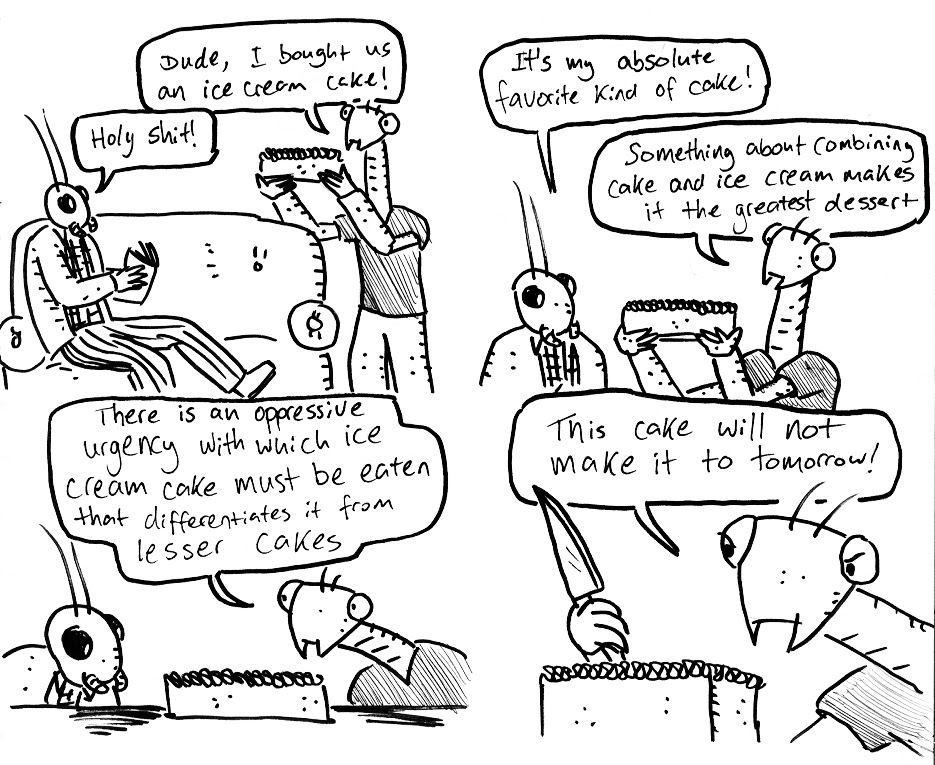 Dude, I bought us
an ice cream cake!
Holy shit!
It's my absolute
favorite kind of cake!
Something about combining
cake and ice cream makes
it the greatest dessert
There is an oppressive
urgency with which ice
cream cake must be eaten
that differentiates it from
lesser cakes
This cake will not
make it to tomorrow!